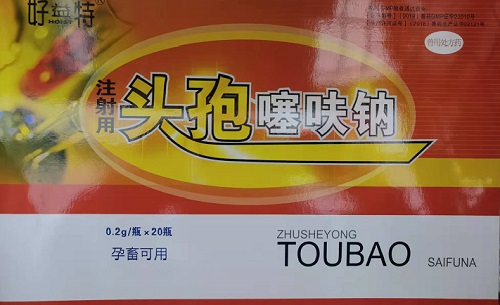 好益特
HOIST
兽用处方药
注射用
头孢噻呋钠
0.2g/瓶×20瓶
孕畜可用
ZHUSHEYONG
TOUBAO SAIFUNA